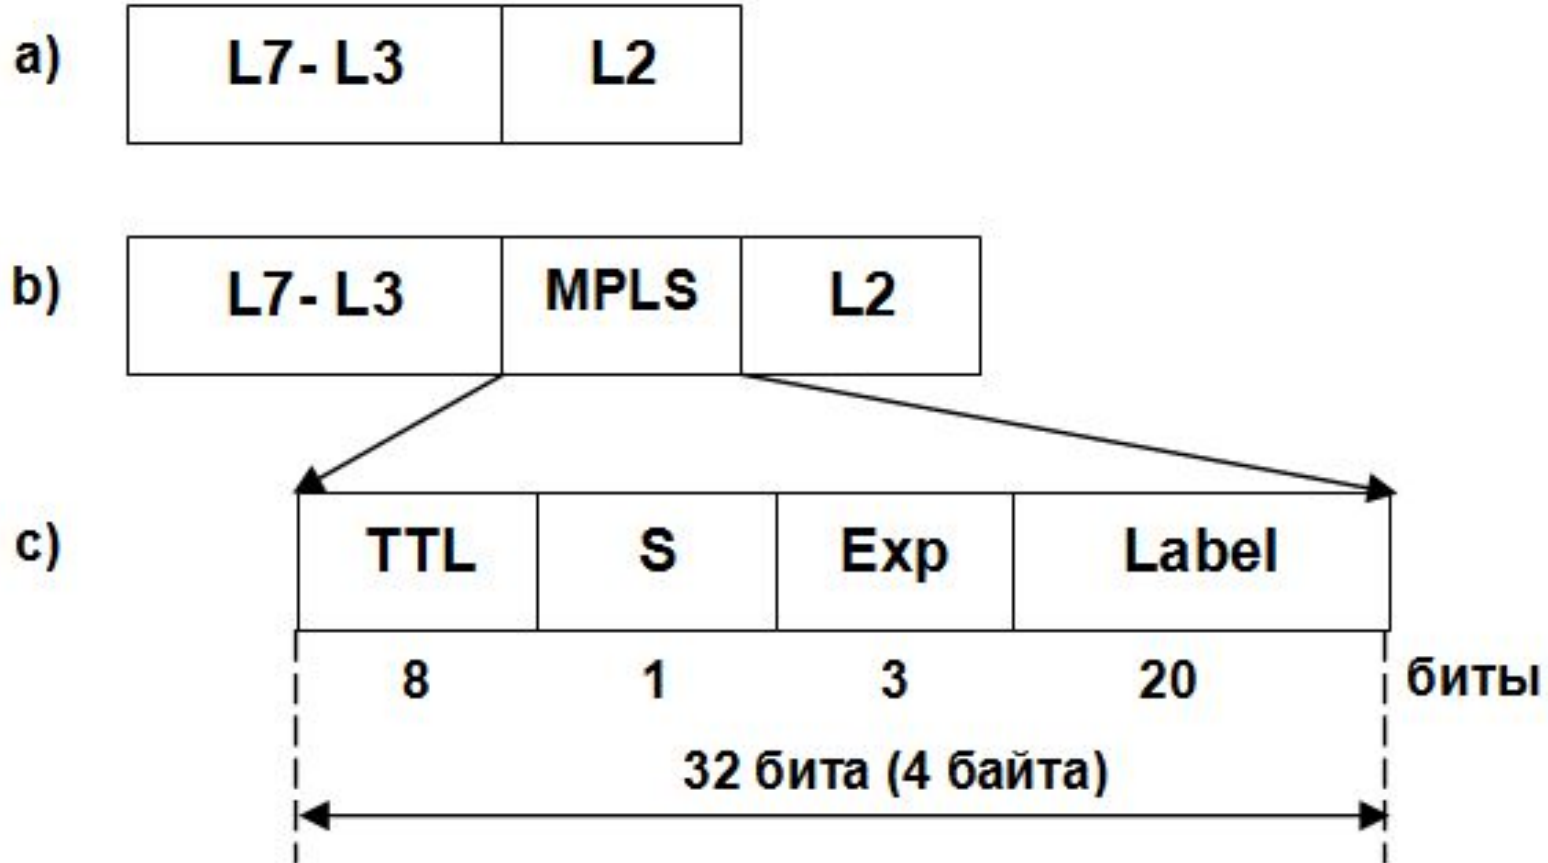 a) L7- L3 L2
b) L7- L3 MPLS L2
c) TTL S Exp Label
8 1 3 20 биты
32 бита (4 байта)